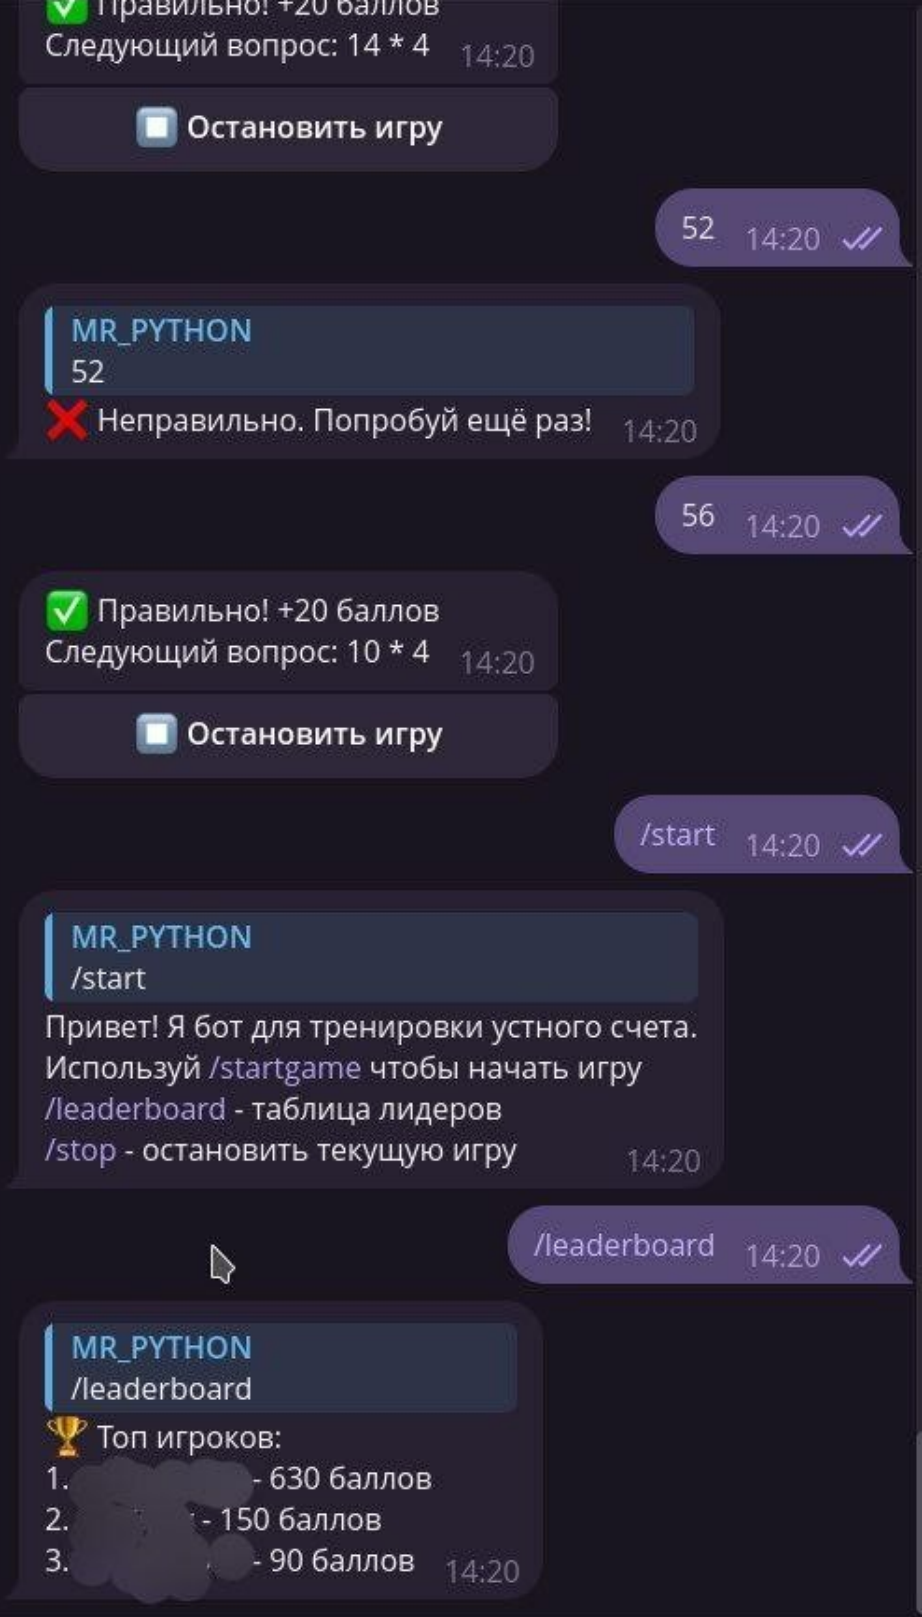 Правильно! +20 баллов
Следующий вопрос: 14 * 4 14:20
Остановить игру
52 14:20
MR_PYTHON
52
Неправильно. Попробуй ещё раз! 14:20
56 14:20
Правильно! +20 баллов
Следующий вопрос: 10 * 4 14:20
Остановить игру
/start 14:20
MR_PYTHON
/start
Привет! Я бот для тренировки устного счета.
Используй /startgame чтобы начать игру
/leaderboard - таблица лидеров
/stop - остановить текущую игру 14:20
/leaderboard 14:20
MR_PYTHON
/leaderboard
Топ игроков:
1. - 630 баллов
2. - 150 баллов
3. - 90 баллов 14:20